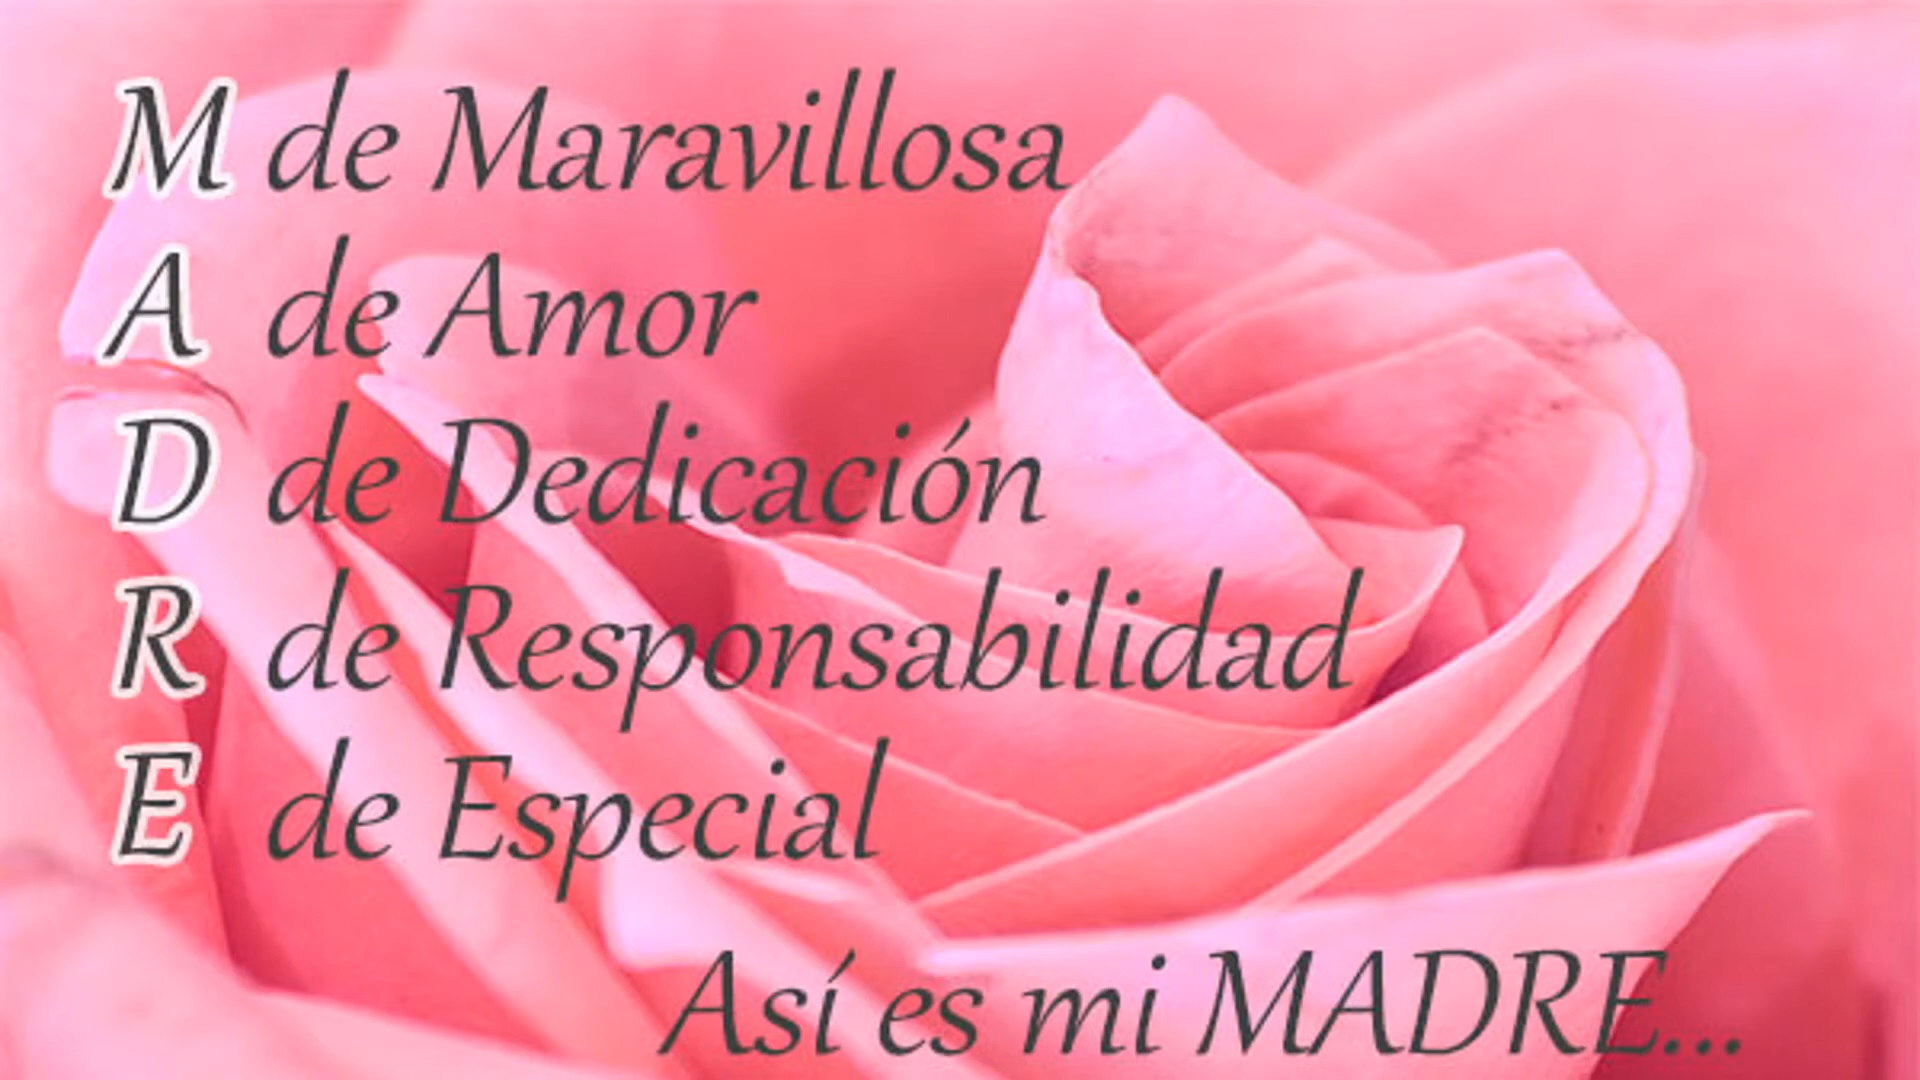 M de Maravillosa
A de Amor
D de Dedicación
R de Responsabilidad
E de Especial
Así es mi MADRE...